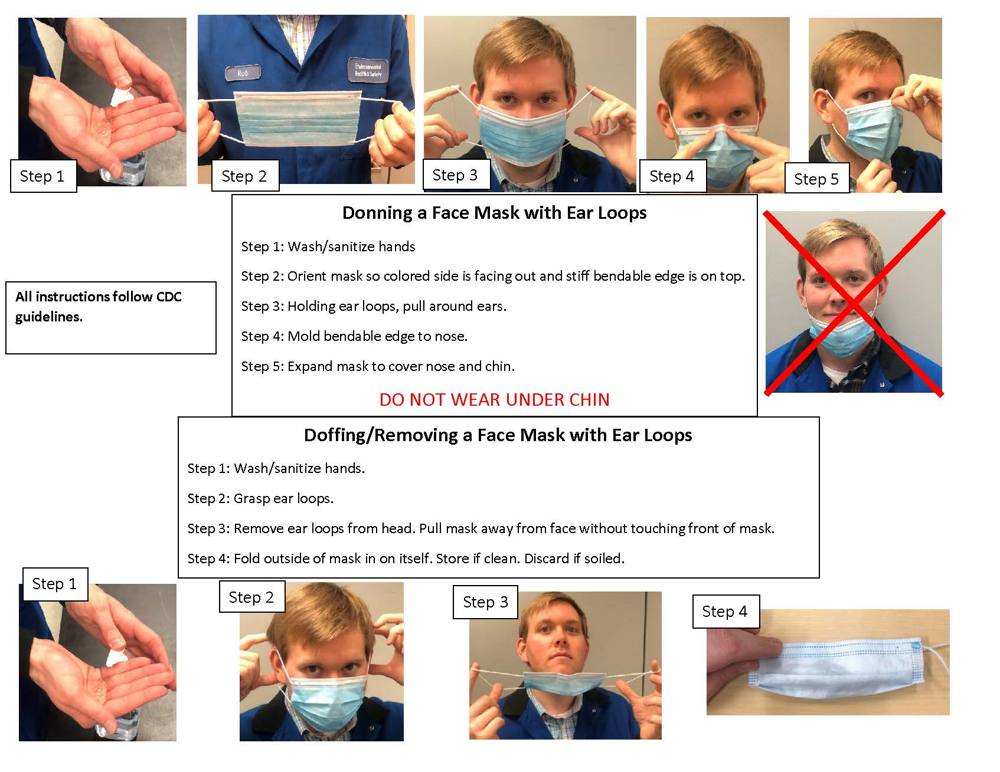 Rob
Environmental
Health & Safety
Step 1
Step 2
Step 3
Step 4
Step 5
Donning a Face Mask with Ear Loops
Step 1: Wash/sanitize hands
Step 2: Orient mask so colored side is facing out and stiff bendable edge is on top.
Step 3: Holding ear loops, pull around ears.
Step 4: Mold bendable edge to nose.
Step 5: Expand mask to cover nose and chin.
DO NOT WEAR UNDER CHIN
All instructions follow CDC
guidelines.
Doffing/Removing a Face Mask with Ear Loops
Step 1: Wash/sanitize hands.
Step 2: Grasp ear loops.
Step 3: Remove ear loops from head. Pull mask away from face without touching front of mask.
Step 4: Fold outside of mask in on itself. Store if clean. Discard if soiled.
Step 1
Step 2
Step 3
Step 4